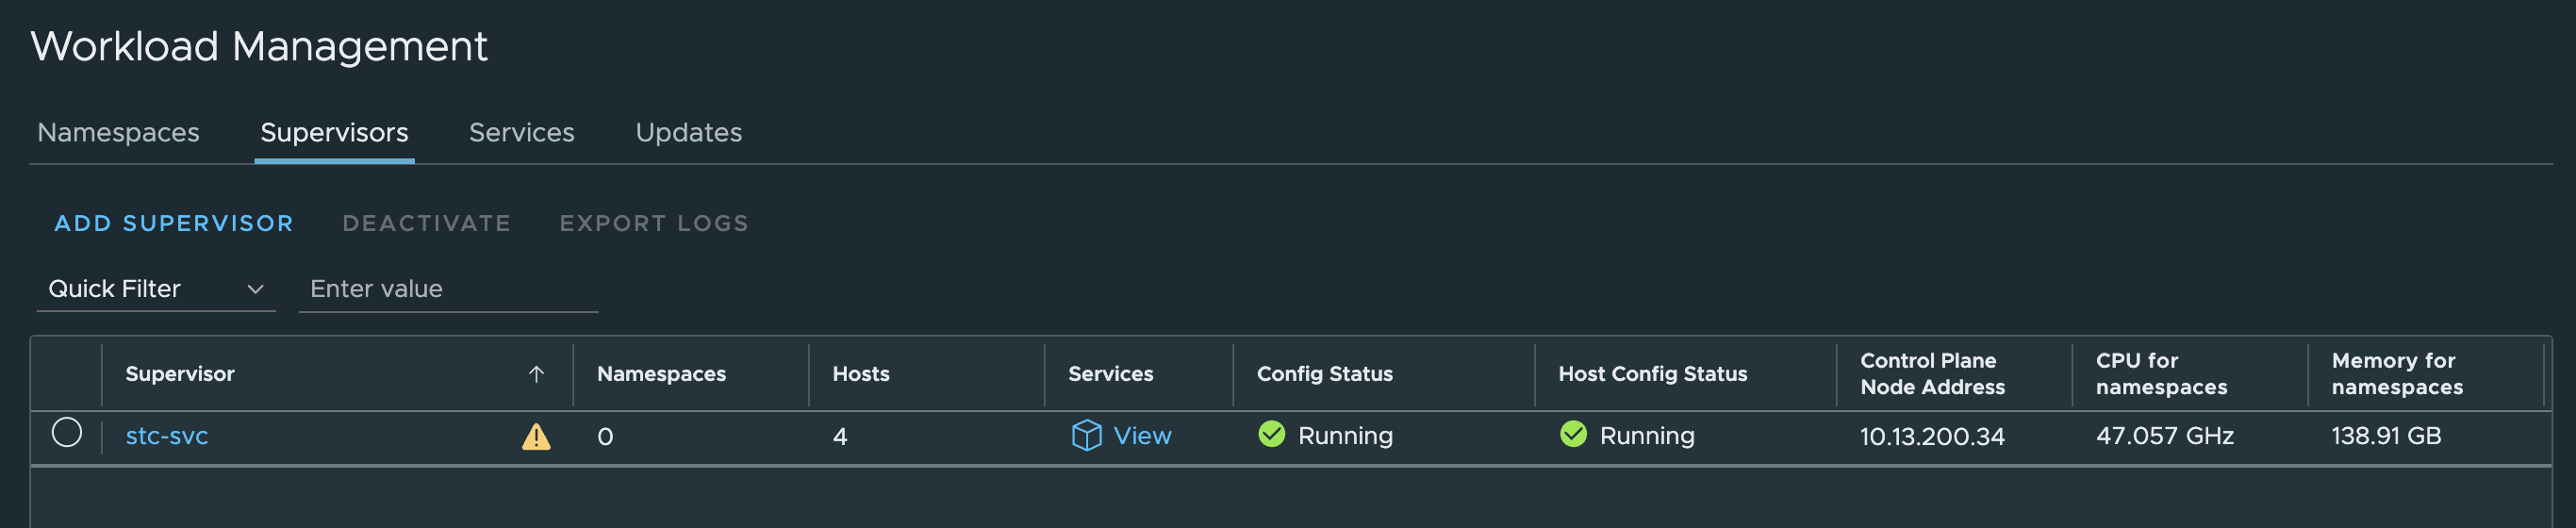 Workload Management
Namespaces Supervisors Services Updates
ADD SUPERVISOR DEACTIVATE EXPORT LOGS
Quick Filter Enter value
Supervisor Namespaces Hosts Services Config Status Host Config Status Control Plane Node Address CPU for namespaces Memory for namespaces
stc-svc 0 4 View Running Running 10.13.200.34 47.057 GHz 138.91 GB